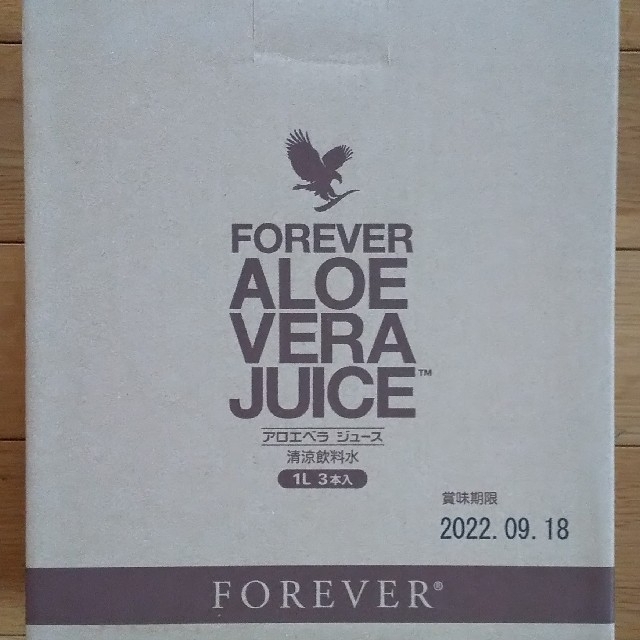 FOREVER
ALOE
VERA
JUICE™
アロエベラ ジュース
清涼飲料水
1L 3本入
賞味期限
2022.09.18
FOREVER®